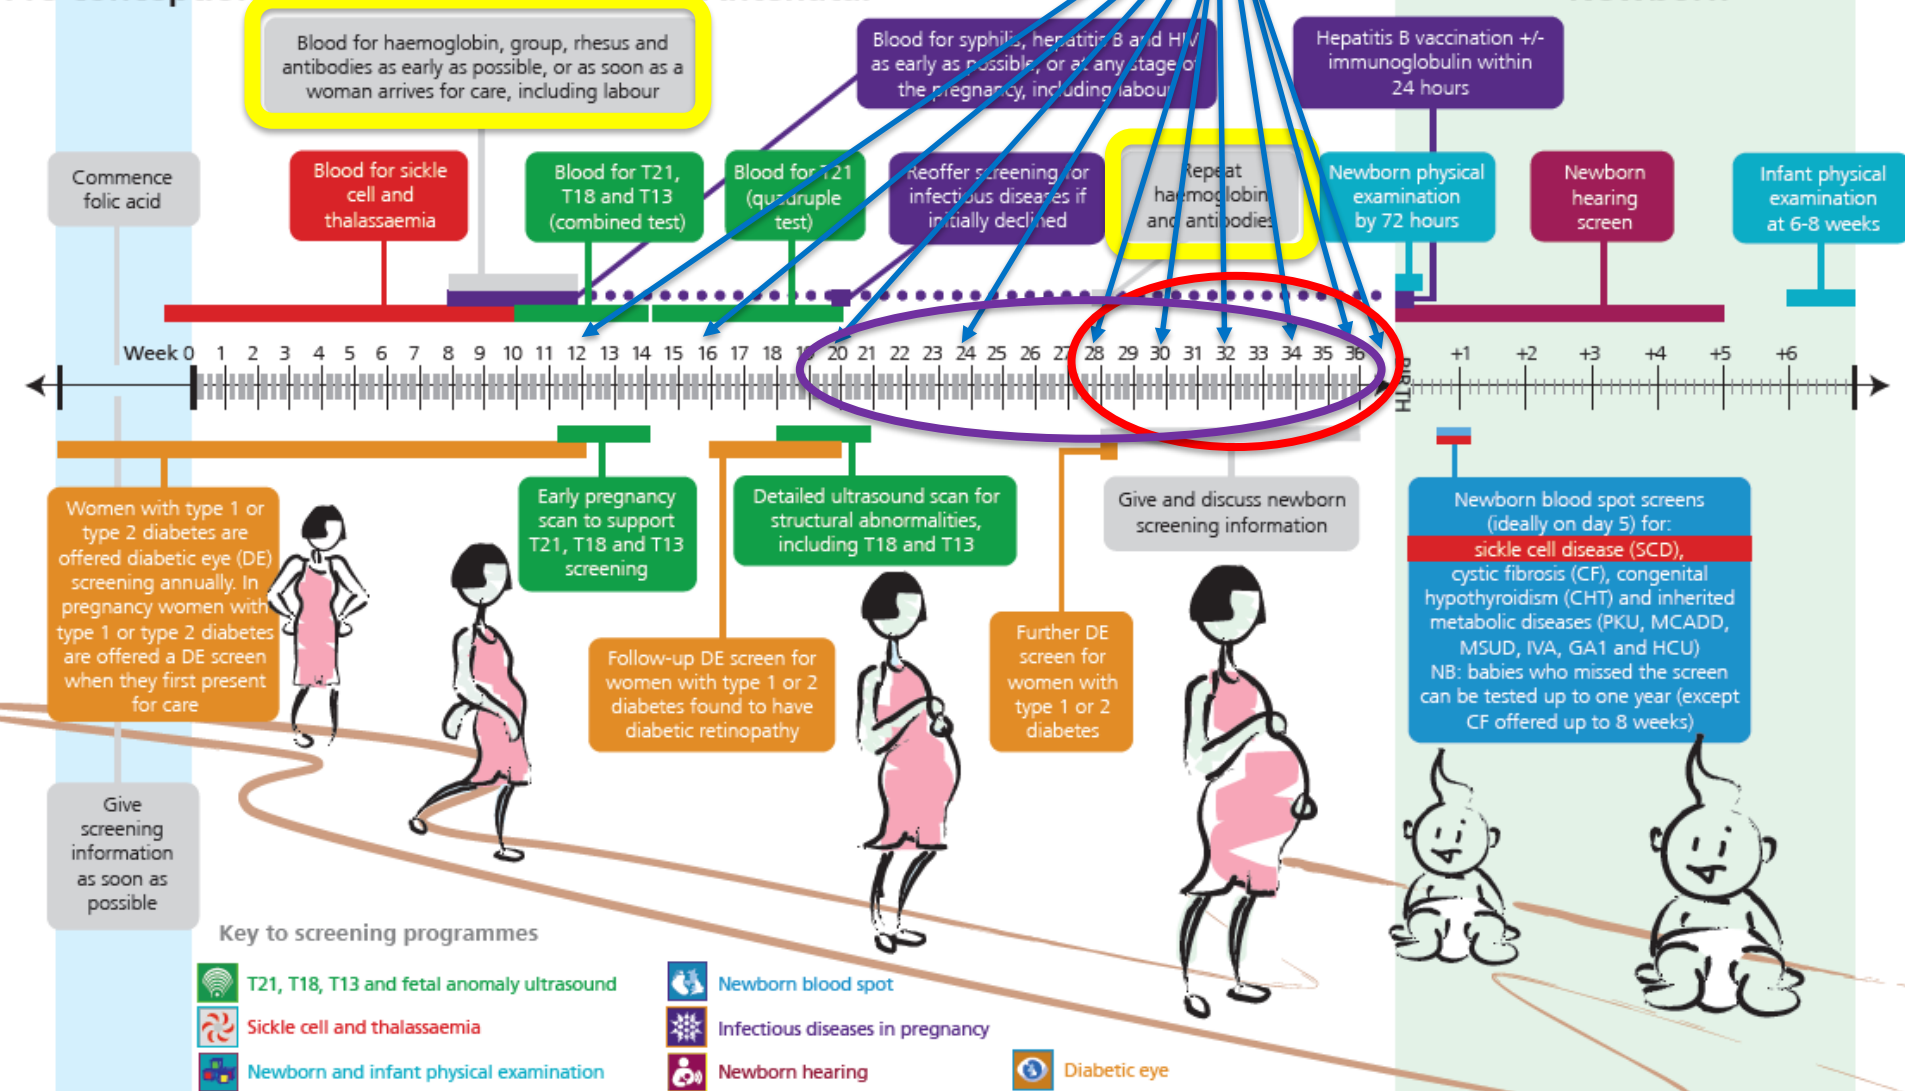 Blood for haemoglobin, group, rhesus and
antibodies as early as possible, or as soon as a
woman arrives for care, including labour
Blood for syphilis, hepatitis B and HIV
as early as possible, or at any stage of
the pregnancy, including labour
Hepatitis B vaccination +/-
immunoglobulin within
24 hours
Commence
folic acid
Blood for sickle
cell and
thalassaemia
Blood for T21,
T18 and T13
(combined test)
Blood for T21
(quadruple
test)
Reoffer screening for
infectious diseases if
initially declined
Repeat
haemoglobin
and antibodies
Newborn physical
examination
by 72 hours
Newborn
hearing
screen
Infant physical
examination
at 6-8 weeks
Week 0 1 2 3 4 5 6 7 8 9 10 11 12 13 14 15 16 17 18 19 20 21 22 23 24 25 26 27 28 29 30 31 32 33 34 35 36 +1 +2 +3 +4 +5 +6
BIRTH
Women with type 1 or
type 2 diabetes are
offered diabetic eye (DE)
screening annually. In
pregnancy women with
type 1 or type 2 diabetes
are offered a DE screen
when they first present
for care
Early pregnancy
scan to support
T21, T18 and T13
screening
Detailed ultrasound scan for
structural abnormalities,
including T18 and T13
Give and discuss newborn
screening information
Newborn blood spot screens
(ideally on day 5) for:
sickle cell disease (SCD),
cystic fibrosis (CF), congenital
hypothyroidism (CHT) and inherited
metabolic diseases (PKU, MCADD,
MSUD, IVA, GA1 and HCU)
NB: babies who missed the screen
can be tested up to one year (except
CF offered up to 8 weeks)
Follow-up DE screen for
women with type 1 or 2
diabetes found to have
diabetic retinopathy
Further DE
screen for
women with
type 1 or 2
diabetes
Give
screening
information
as soon as
possible
Key to screening programmes
T21, T18, T13 and fetal anomaly ultrasound
Sickle cell and thalassaemia
Newborn and infant physical examination
Newborn blood spot
Infectious diseases in pregnancy
Newborn hearing
Diabetic eye